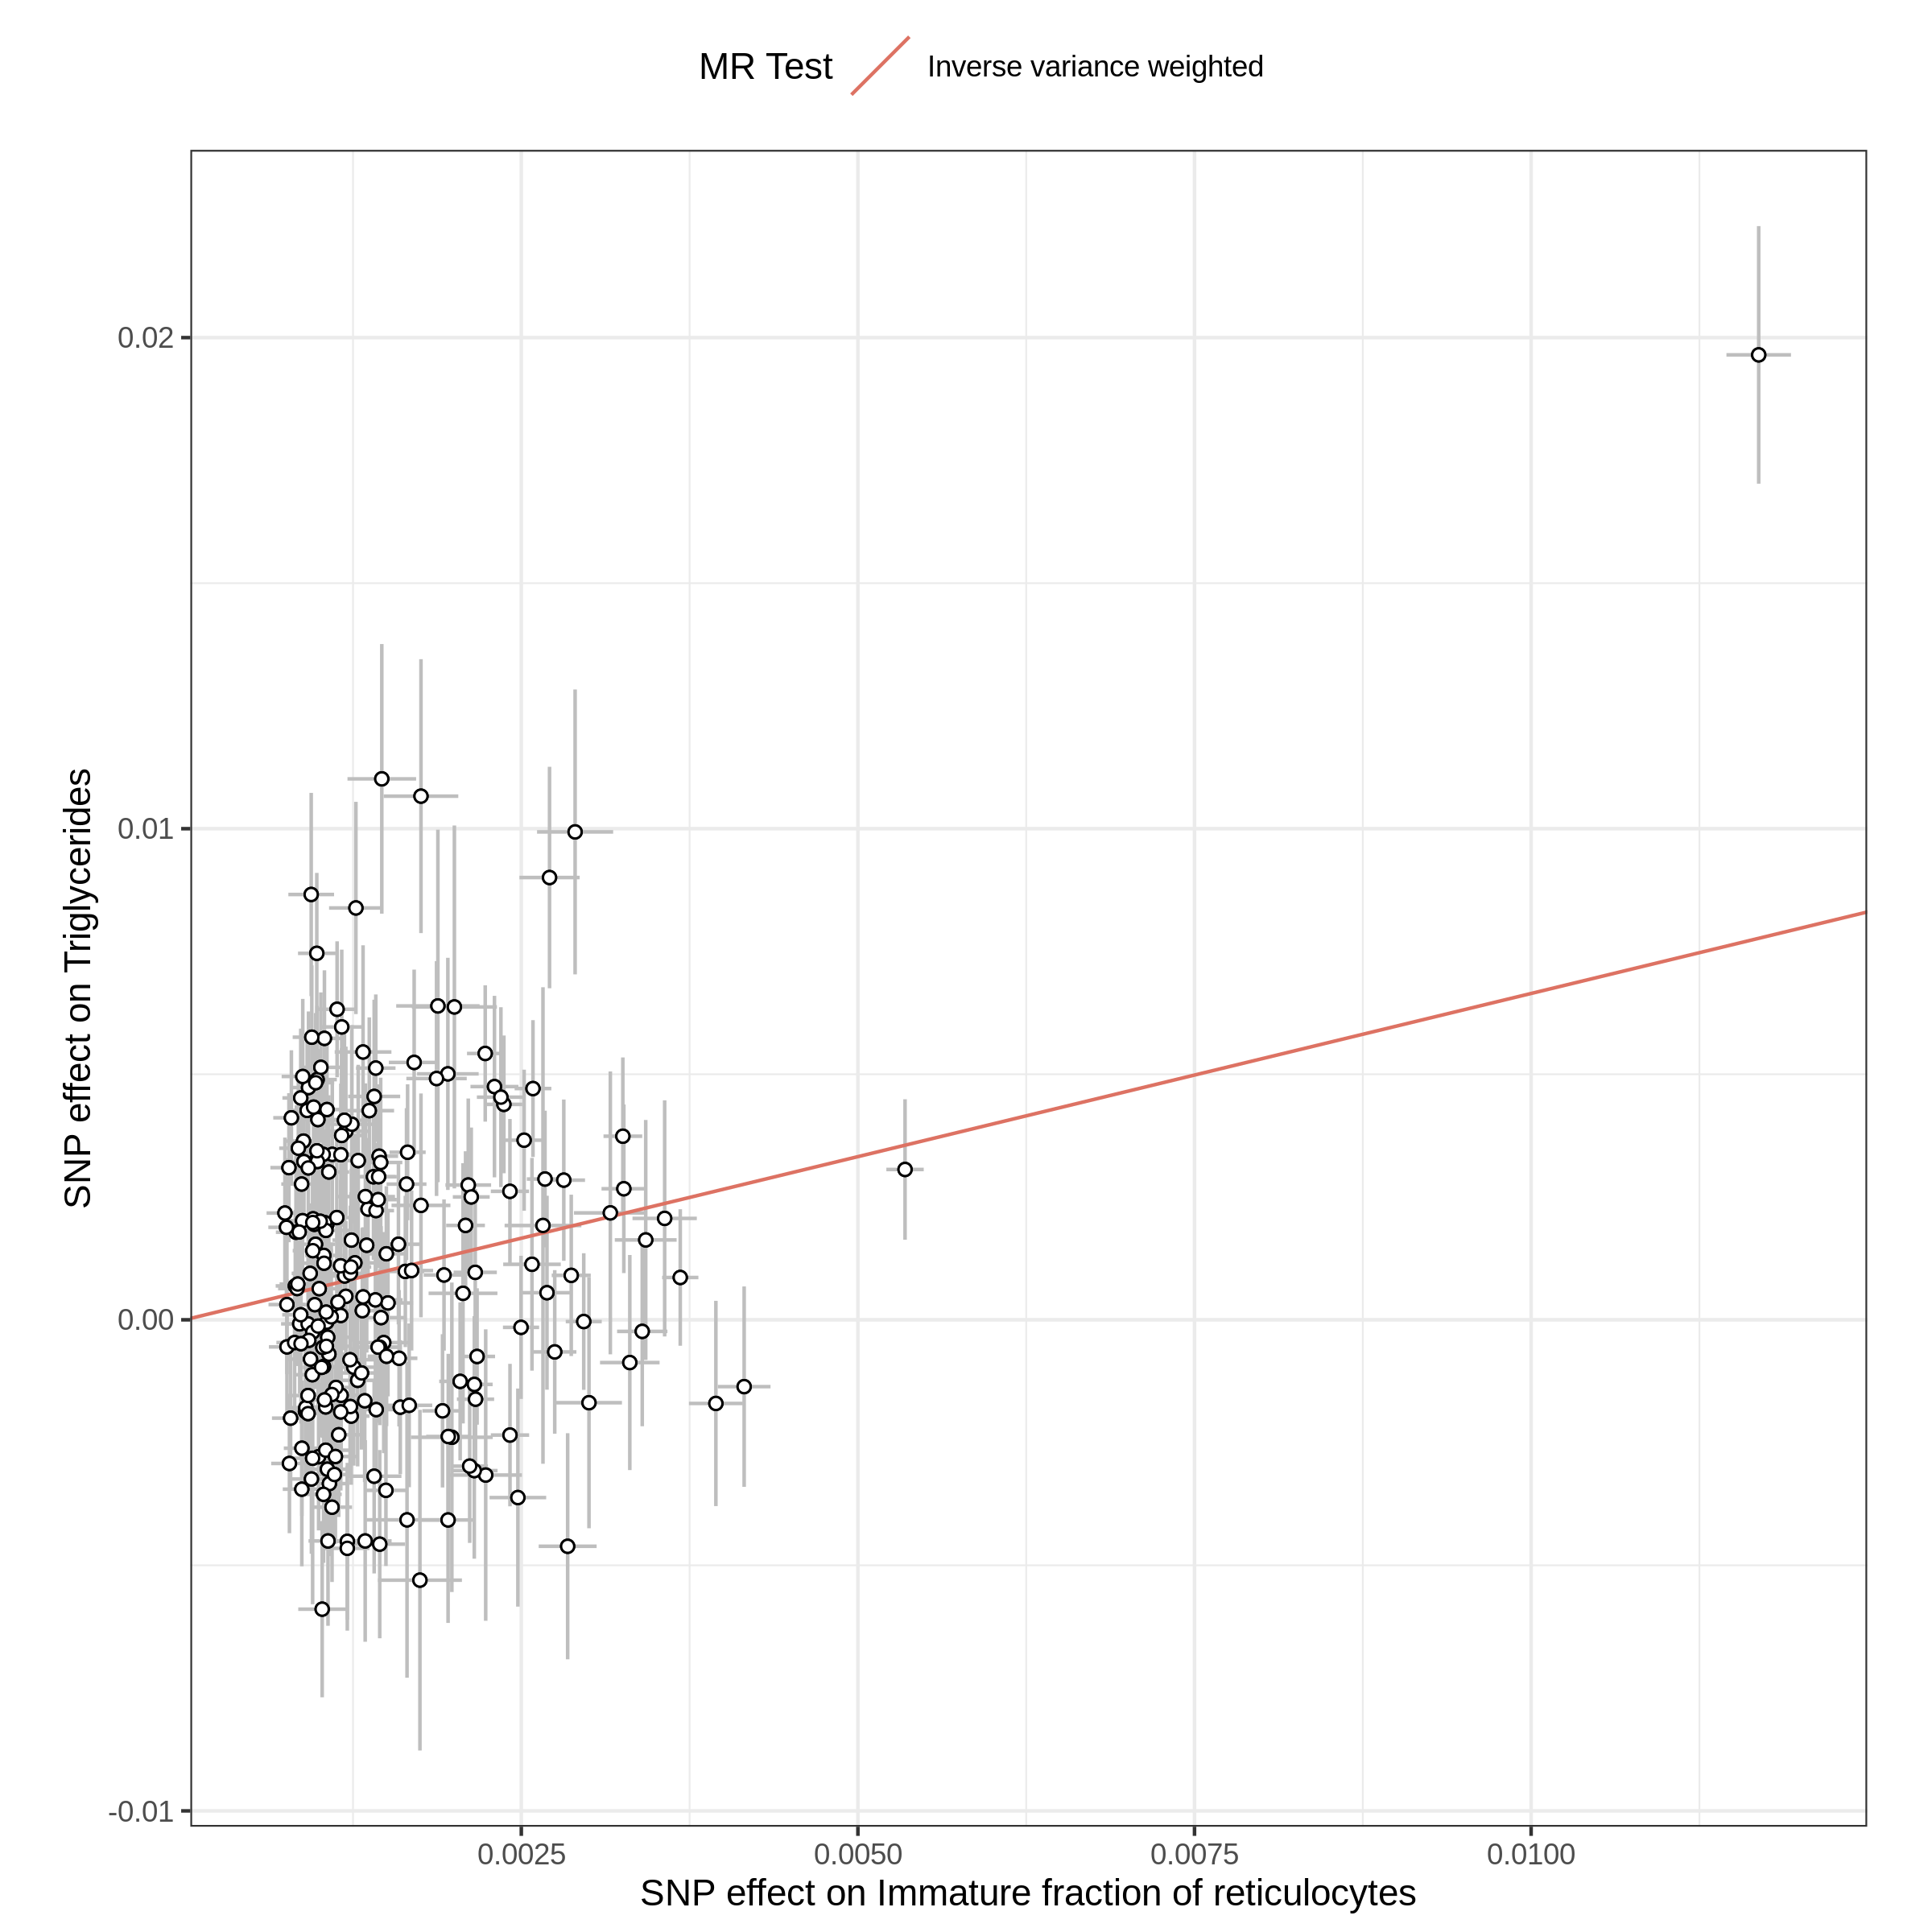 MR Test
Inverse variance weighted
0.02
0.01
0.00
-0.01
SNP effect on Triglycerides
0.0025
0.0050
0.0075
0.0100
SNP effect on Immature fraction of reticulocytes